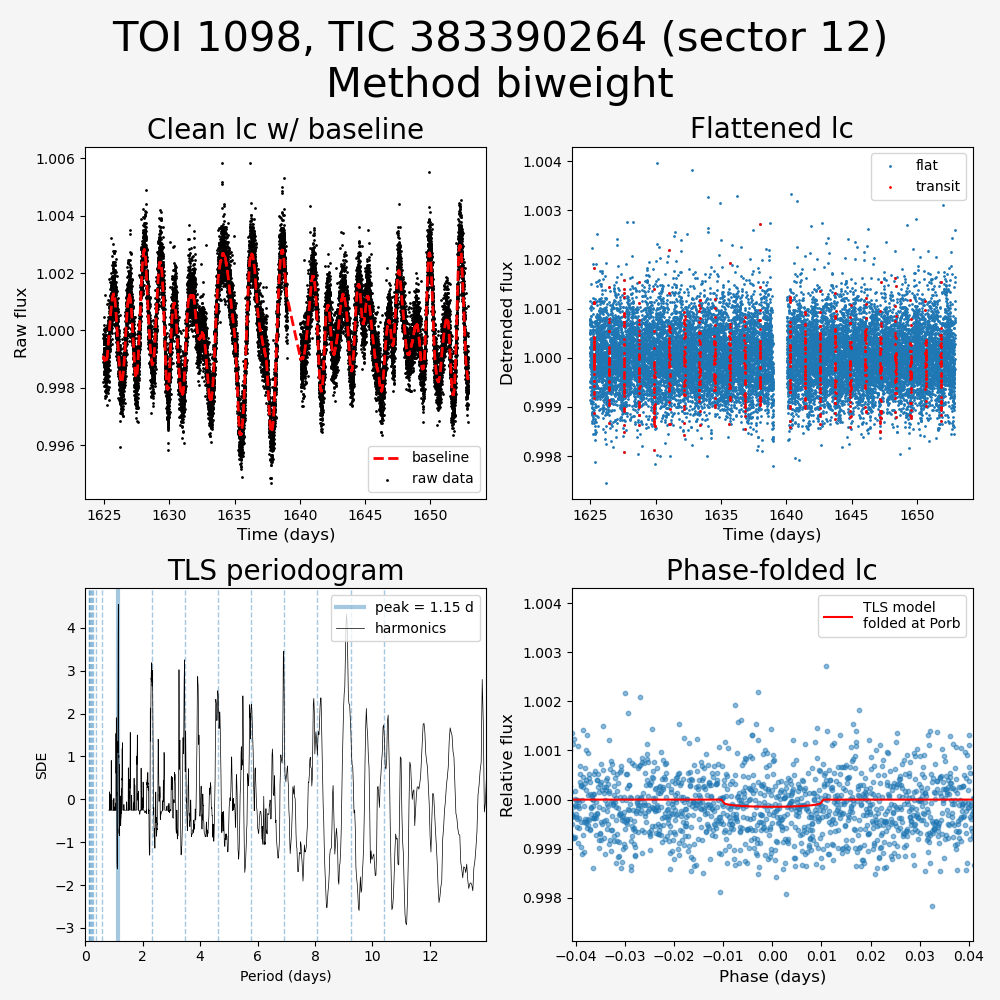 TOI 1098, TIC 383390264 (sector 12)
Method biweight
Clean lc w/ baseline
Raw flux
1.006
1.004
1.002
1.000
0.998
0.996
baseline
raw data
1625
1630
1635
1640
1645
1650
Time (days)
Flattened lc
Detrended flux
1.004
1.003
1.002
1.001
1.000
0.999
0.998
flat
transit
1625
1630
1635
1640
1645
1650
Time (days)
TLS periodogram
SDE
4
3
2
1
0
−1
−2
−3
peak = 1.15 d
harmonics
0
2
4
6
8
10
12
Period (days)
Phase-folded lc
Relative flux
1.004
1.003
1.002
1.001
1.000
0.999
0.998
TLS model
folded at Porb
−0.04
−0.03
−0.02
−0.01
0.00
0.01
0.02
0.03
0.04
Phase (days)